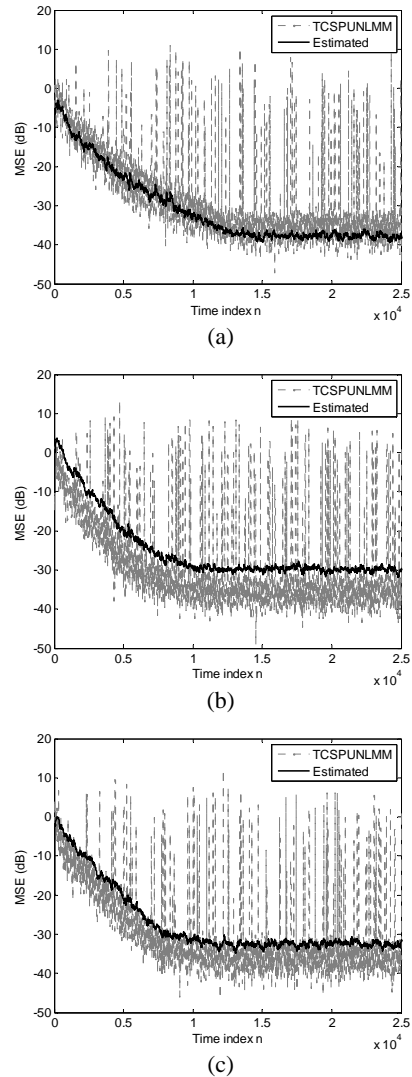 20
10
0
-10
-20
-30
-40
-50
MSE (dB)
TCSPUNLMM
Estimated
0 0.5 1 1.5 2 2.5
Time index n
x 10^4
(a)
20
10
0
-10
-20
-30
-40
-50
MSE (dB)
TCSPUNLMM
Estimated
0 0.5 1 1.5 2 2.5
Time index n
x 10^4
(b)
20
10
0
-10
-20
-30
-40
-50
MSE (dB)
TCSPUNLMM
Estimated
0 0.5 1 1.5 2 2.5
Time index n
x 10^4
(c)